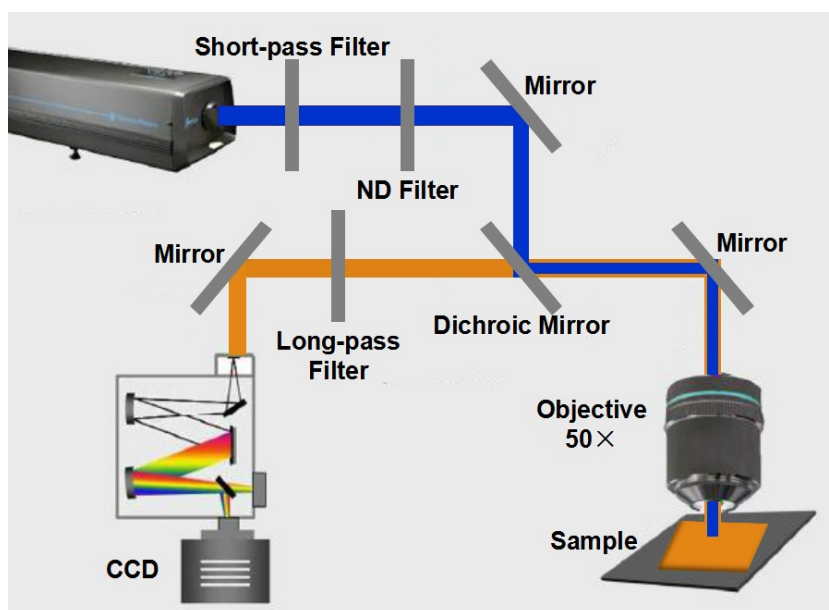 Short-pass Filter
Mirror
ND Filter
Mirror
Mirror
Dichroic Mirror
Long-pass
Filter
Objective
50×
Sample
CCD